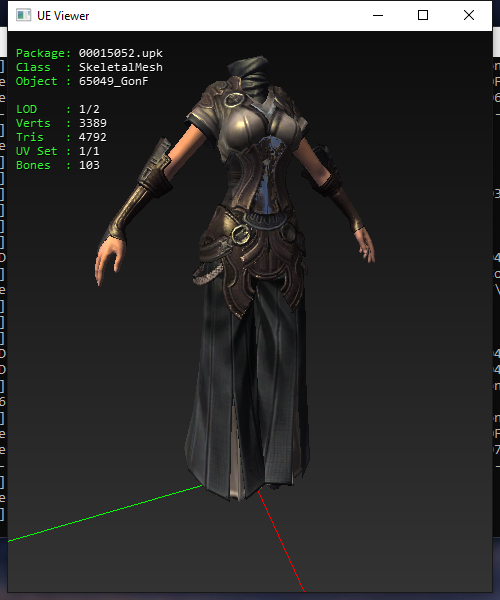 UE Viewer
Package: 00015052.upk
Class : SkeletalMesh
Object : 65049_GonF
LOD : 1/2
Verts : 3389
Tris : 4792
UV Set : 1/1
Bones : 103